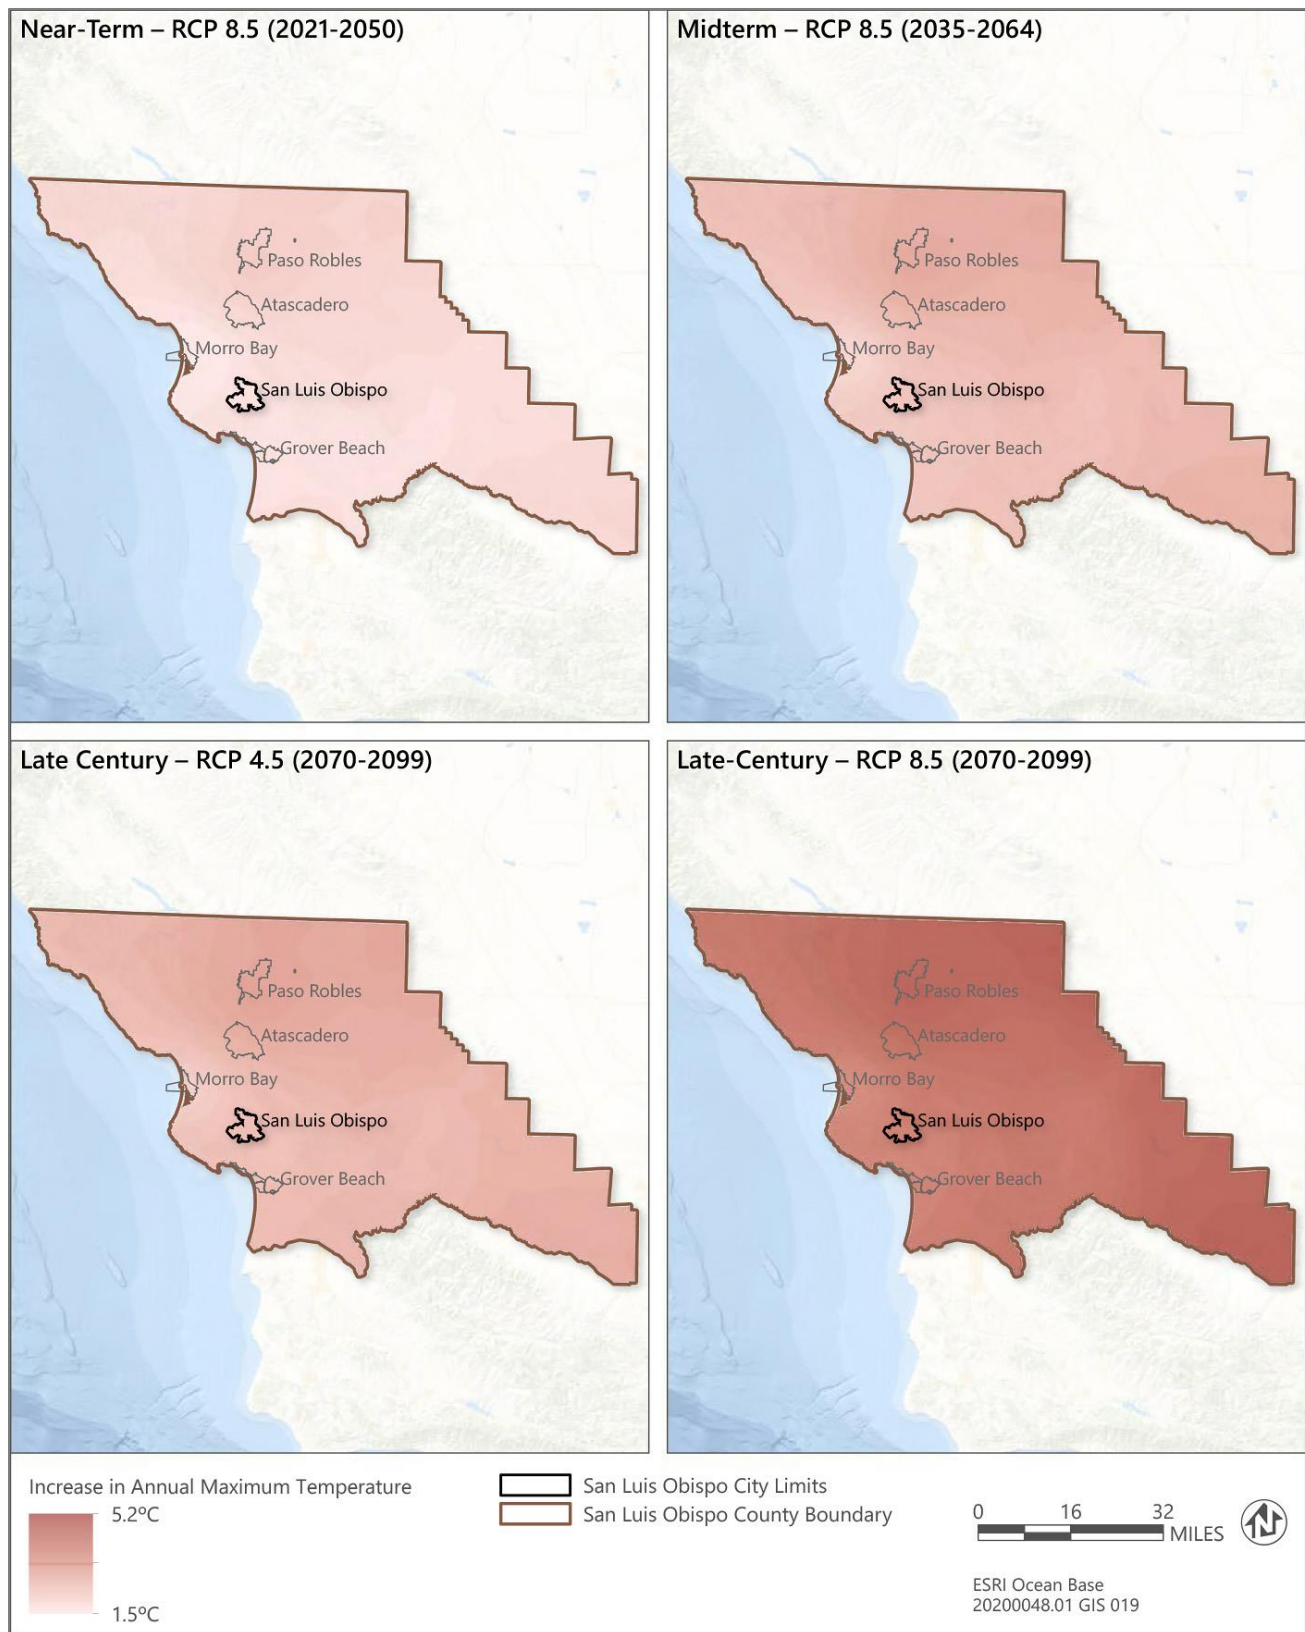 Near-Term – RCP 8.5 (2021-2050)
Paso Robles
Atascadero
Morro Bay
San Luis Obispo
Grover Beach
Midterm – RCP 8.5 (2035-2064)
Paso Robles
Atascadero
Morro Bay
San Luis Obispo
Grover Beach
Late Century – RCP 4.5 (2070-2099)
Paso Robles
Atascadero
Morro Bay
San Luis Obispo
Grover Beach
Late-Century – RCP 8.5 (2070-2099)
Paso Robles
Atascadero
Morro Bay
San Luis Obispo
Grover Beach
Increase in Annual Maximum Temperature
5.2ºC
1.5ºC
San Luis Obispo City Limits
San Luis Obispo County Boundary
0 16 32
MILES
N
ESRI Ocean Base
20200048.01 GIS 019